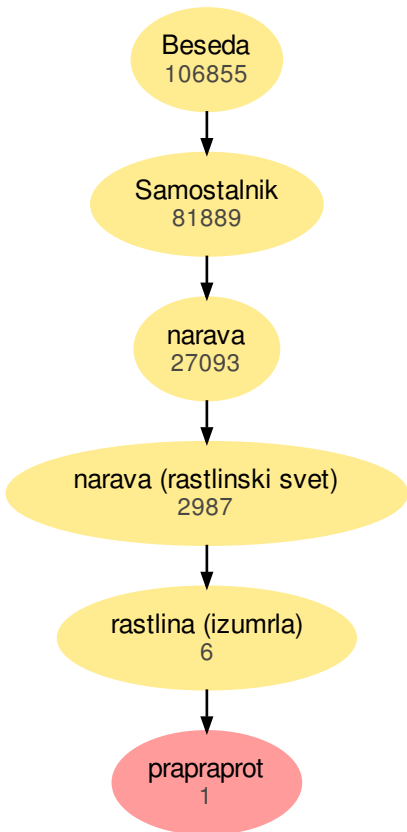 Beseda
106855
Samostalnik
81889
narava
27093
narava (rastlinski svet)
2987
rastlina (izumrla)
6
prapraprot
1